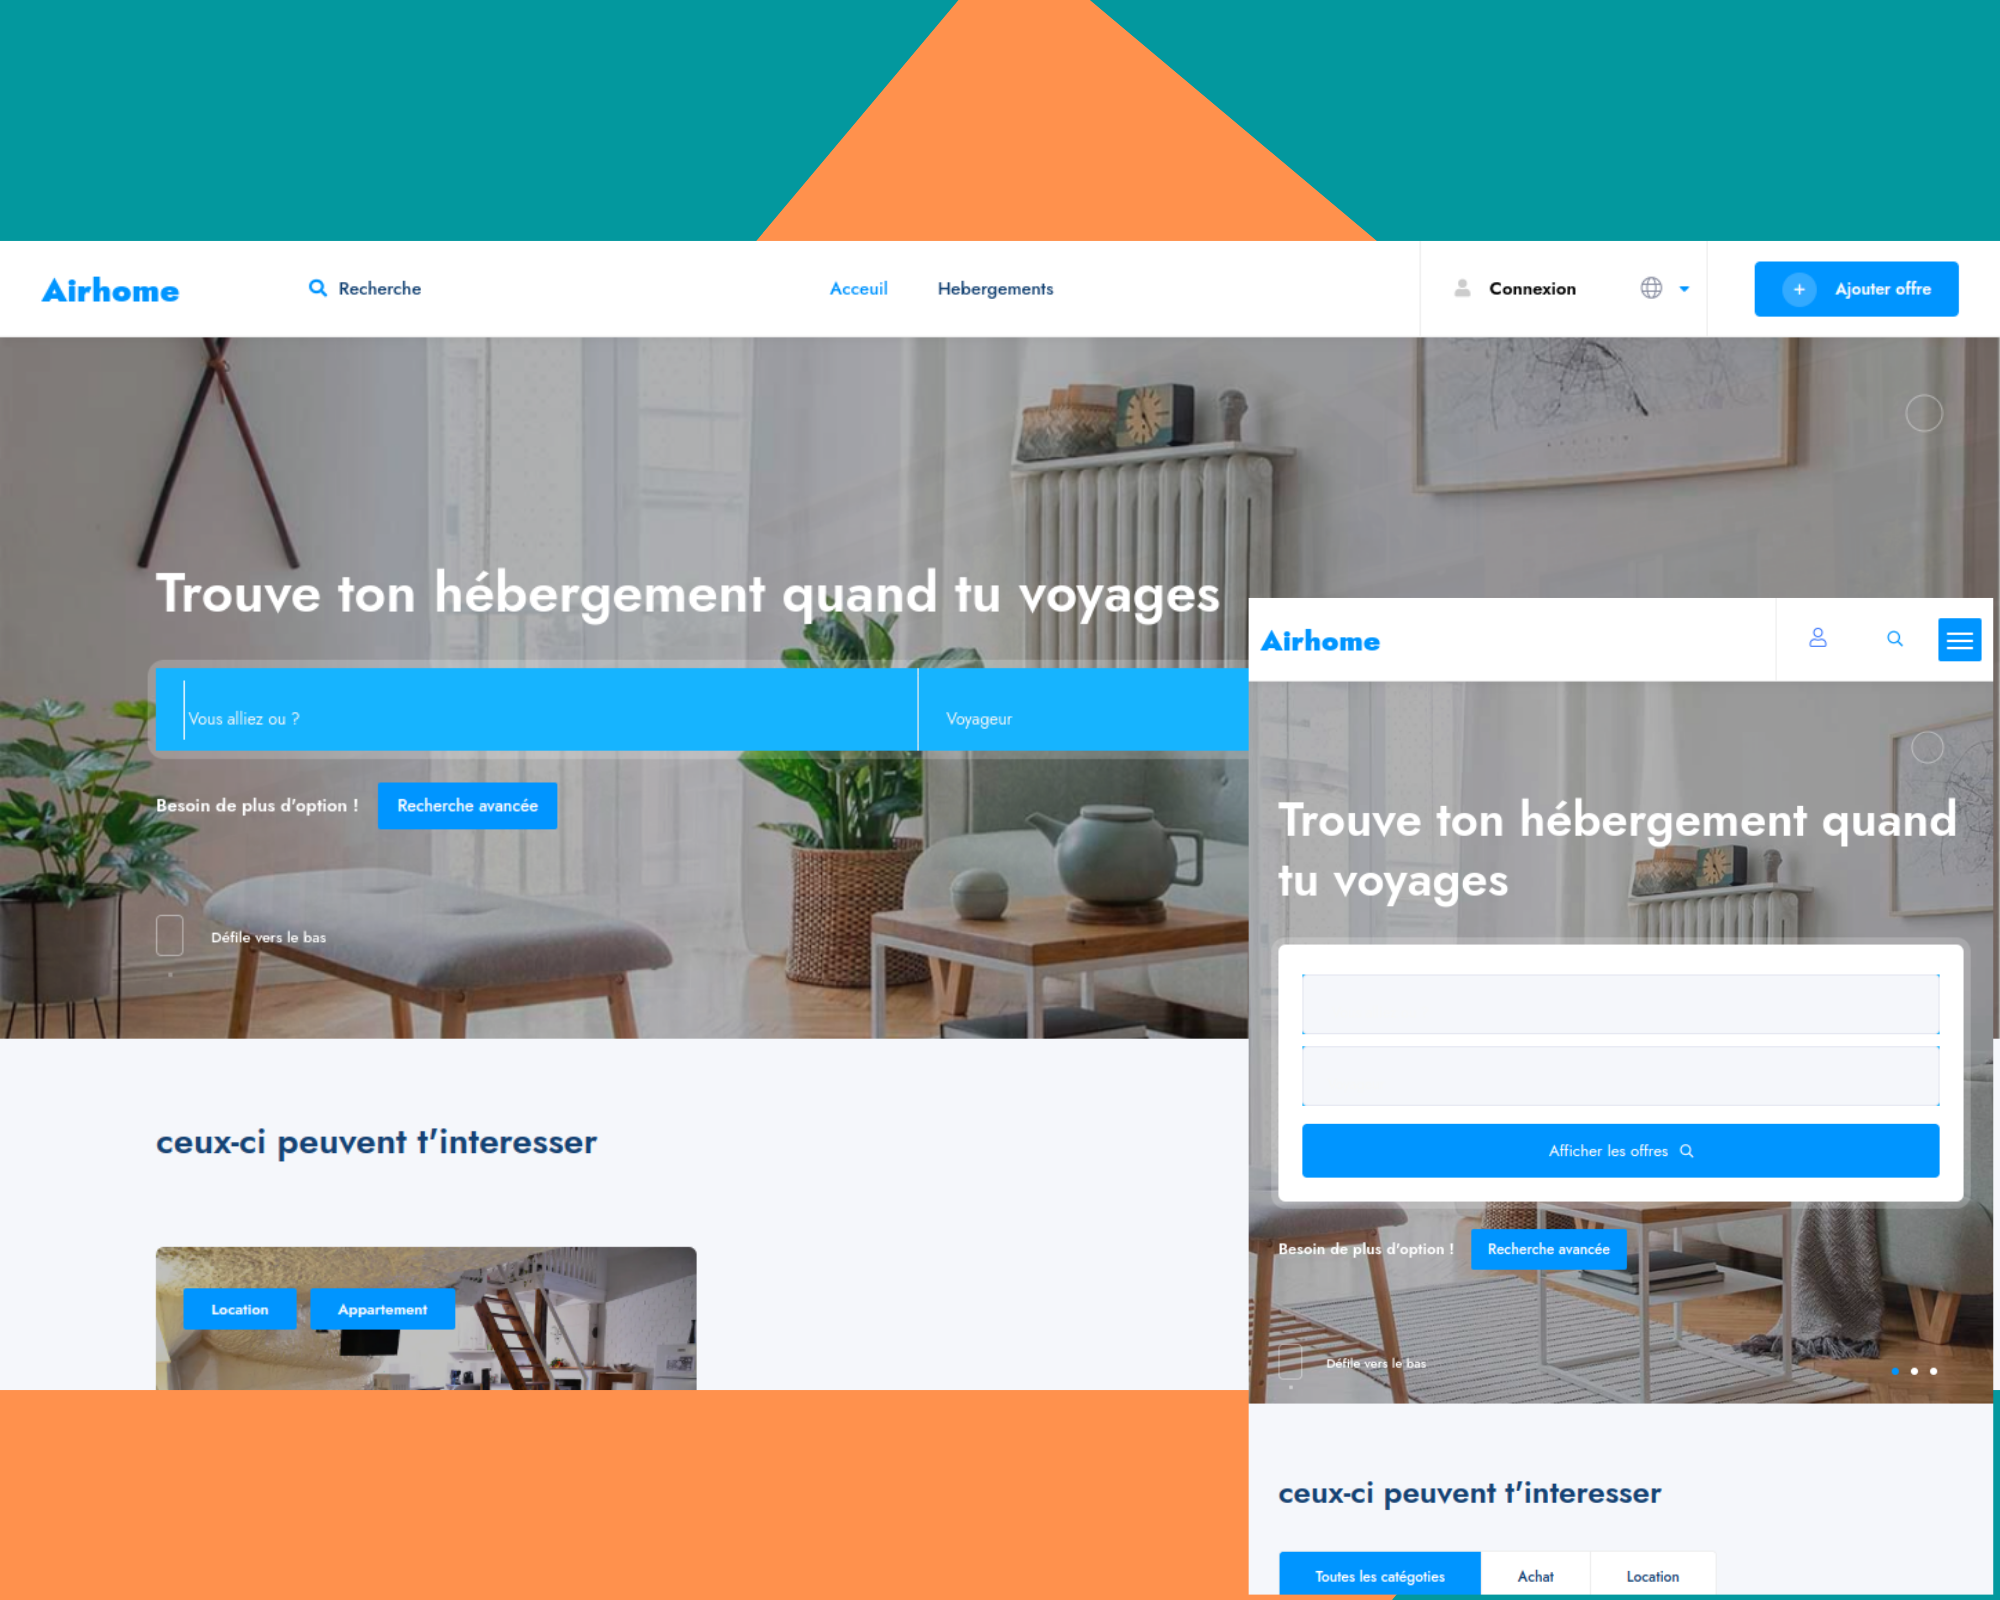 Airhome
Recherche
Acceuil
Hebergements
Connexion
+ Ajouter offre
Trouve ton hébergement quand tu voyages
Vous alliez ou ?
Voyageur
Besoin de plus d'option !
Recherche avancée
Défile vers le bas
ceux-ci peuvent t'interesser
Location
Appartement
Airhome
Trouve ton hébergement quand
tu voyages
Afficher les offres
Besoin de plus d'option !
Recherche avancée
Défile vers le bas
ceux-ci peuvent t'interesser
Toutes les catégoties
Achat
Location